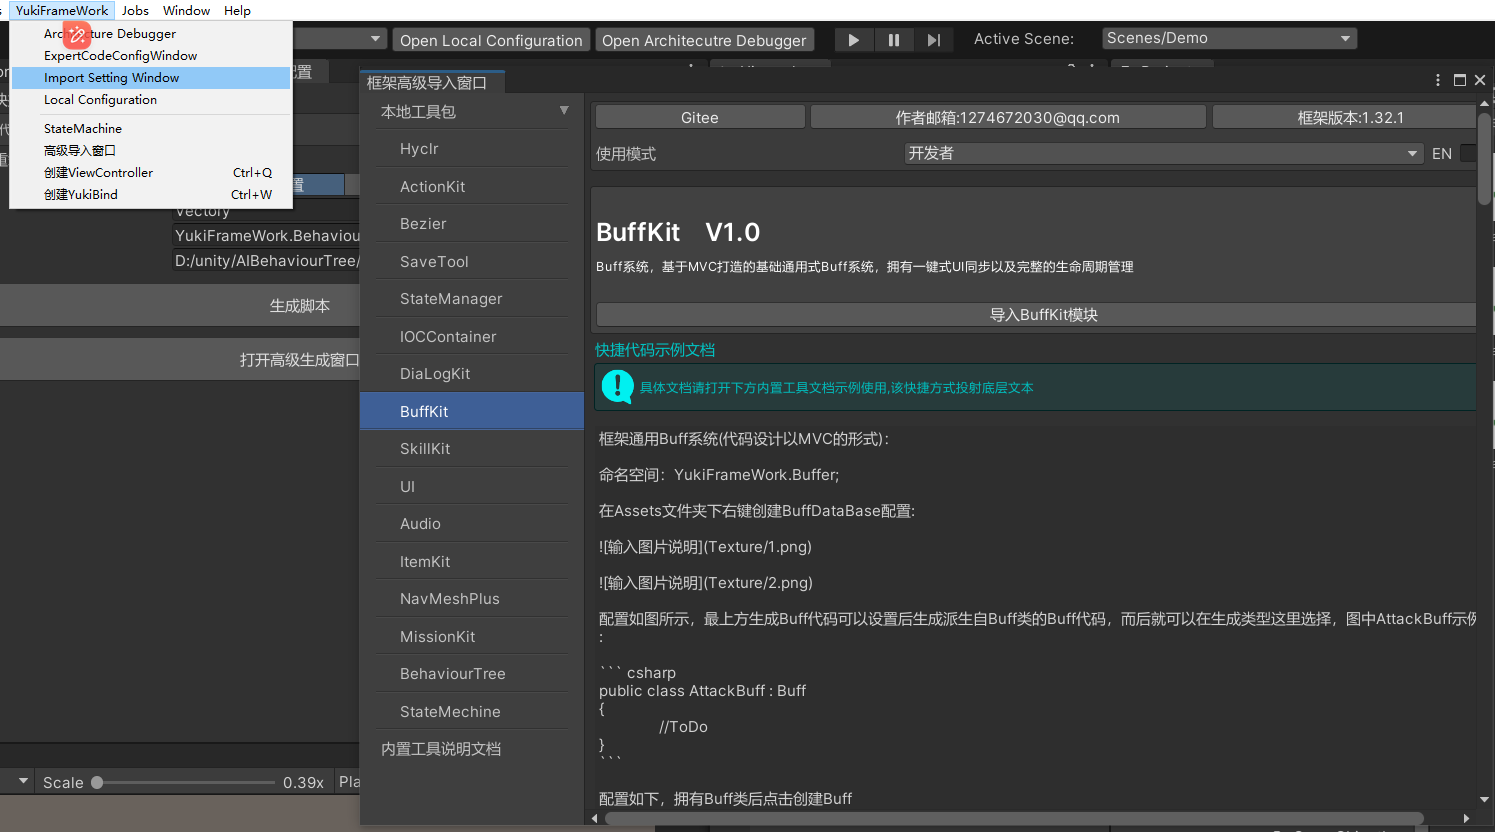 YukiFrameWork Jobs Window Help
Architecture Debugger
ExpertCodeConfigWindow
Import Setting Window
Local Configuration
StateMachine
高级导入窗口
创建ViewController Ctrl+Q
创建YukiBind Ctrl+W
Open Local Configuration Open Architecutre Debugger Active Scene: Scenes/Demo
Vectory
YukiFrameWork.Behaviou
D:/unity/AIBehaviourTree/
生成脚本
打开高级生成窗口
Scale 0.39x Pla
框架高级导入窗口
本地工具包
Hyclr
ActionKit
Bezier
SaveTool
StateManager
IOCContainer
DiaLogKit
BuffKit
SkillKit
UI
Audio
ItemKit
NavMeshPlus
MissionKit
BehaviourTree
StateMechine
内置工具说明文档
Gitee 作者邮箱:1274672030@qq.com 框架版本:1.32.1
使用模式 开发者 EN
BuffKit V1.0
Buff系统，基于MVC打造的基础通用式Buff系统，拥有一键式UI同步以及完整的生命周期管理
导入BuffKit模块
快捷代码示例文档
具体文档请打开下方内置工具文档示例使用,该快捷方式投射底层文本
框架通用Buff系统(代码设计以MVC的形式)：
命名空间：YukiFrameWork.Buffer;
在Assets文件夹下右键创建BuffDataBase配置:
![输入图片说明](Texture/1.png)
![输入图片说明](Texture/2.png)
配置如图所示，最上方生成Buff代码可以设置后生成派生自Buff类的Buff代码，而后就可以在生成类型这里选择，图中AttackBuff示例
:
``` csharp
public class AttackBuff : Buff
{
//ToDo
}
```
配置如下，拥有Buff类后点击创建Buff